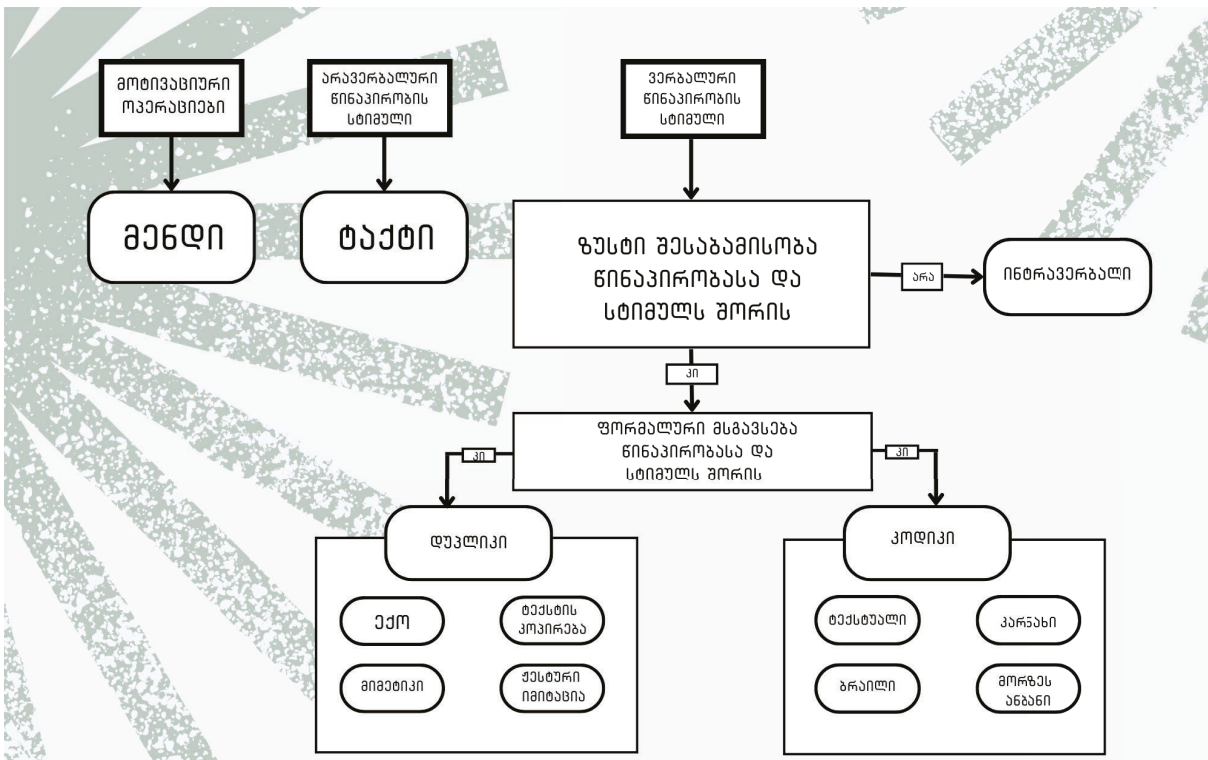 მოტივაციური
ოპერაციები
არავერბალური
წინაპირობის
სტიმული
ვერბალური
წინაპირობის
სტიმული
მენდი
ტაქტი
ზუსტი შესაბამისობა
წინაპირობასა და
სტიმულს შორის
არა
ინტრავერბალი
კი
ფორმალური მსგავსება
წინაპირობასა და
სტიმულს შორის
კი
კი
დუპლიკი
კოდიკი
ექო
ტექსტის
კოპირება
ტექსტუალი
კარნახი
მიმეტიკი
ჟესტური
იმიტაცია
ბრაილი
მორზეს
ანბანი